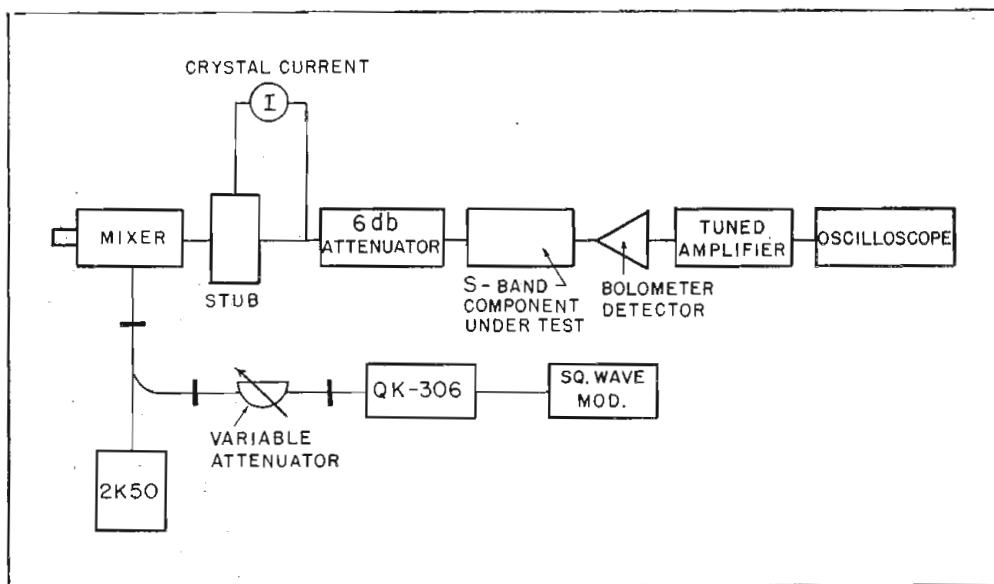 CRYSTAL CURRENT
I
MIXER
STUB
6db
ATTENUATOR
S-BAND
COMPONENT
UNDER TEST
BOLOMETER
DETECTOR
TUNED
AMPLIFIER
OSCILLOSCOPE
VARIABLE
ATTENUATOR
QK-306
SQ. WAVE
MOD.
2K50